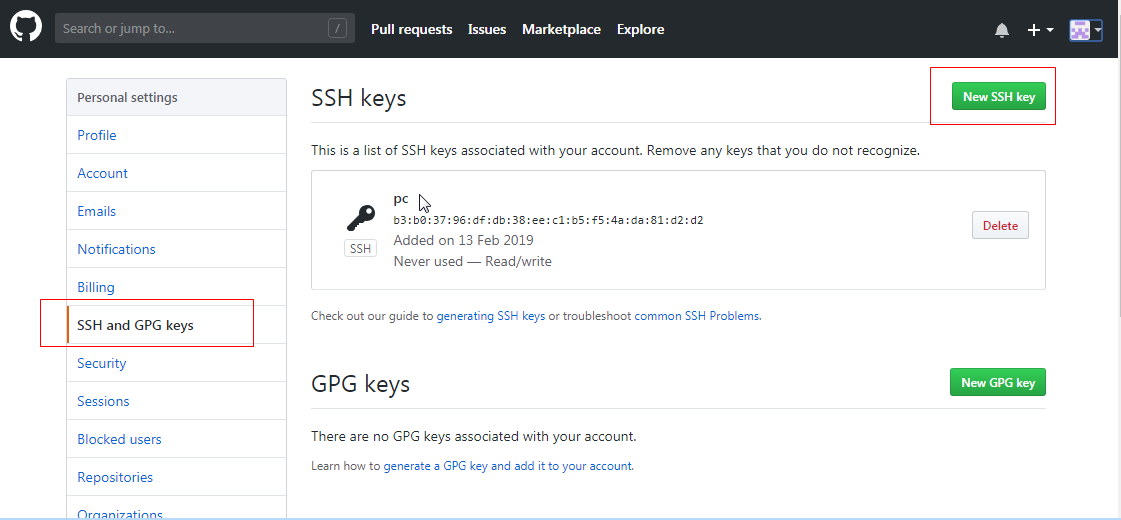 Search or jump to... / Pull requests Issues Marketplace Explore
Personal settings
Profile
Account
Emails
Notifications
Billing
SSH and GPG keys
Security
Sessions
Blocked users
Repositories
Organizations
SSH keys New SSH key
This is a list of SSH keys associated with your account. Remove any keys that you do not recognize.
pc
b3:b0:37:96:df:db:38:ee:c1:b5:f5:4a:da:81:d2:d2
SSH Added on 13 Feb 2019
Never used — Read/write
Delete
Check out our guide to generating SSH keys or troubleshoot common SSH Problems.
GPG keys New GPG key
There are no GPG keys associated with your account.
Learn how to generate a GPG key and add it to your account.